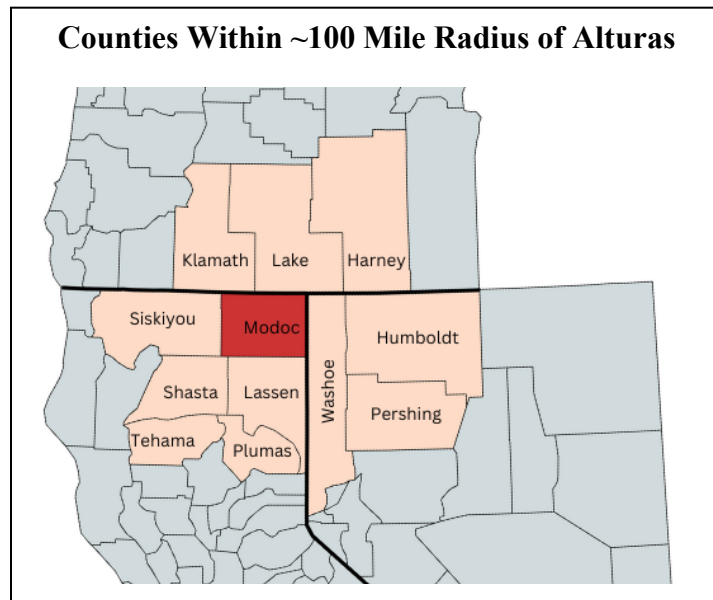 Counties Within ~100 Mile Radius of Alturas
Klamath
Lake
Harney
Siskiyou
Modoc
Humboldt
Washoe
Shasta
Lassen
Pershing
Tehama
Plumas